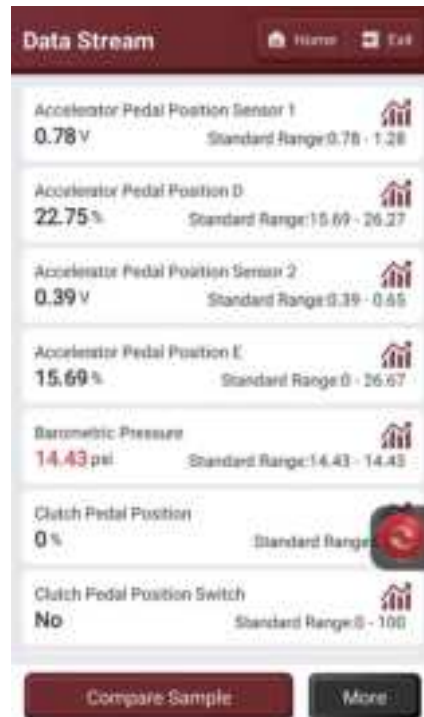 Data Stream
Home Exit
Accelerator Pedal Position Sensor 1
0.78 V Standard Range:0.78 - 1.28
Accelerator Pedal Position D
22.75 % Standard Range:15.69 - 26.27
Accelerator Pedal Position Sensor 2
0.39 V Standard Range:0.39 - 0.65
Accelerator Pedal Position E
15.69 % Standard Range:0 - 26.67
Barometric Pressure
14.43 psi Standard Range:14.43 - 14.43
Clutch Pedal Position
0 % Standard Range
Clutch Pedal Position Switch
No Standard Range:0 - 100
Compare Sample More